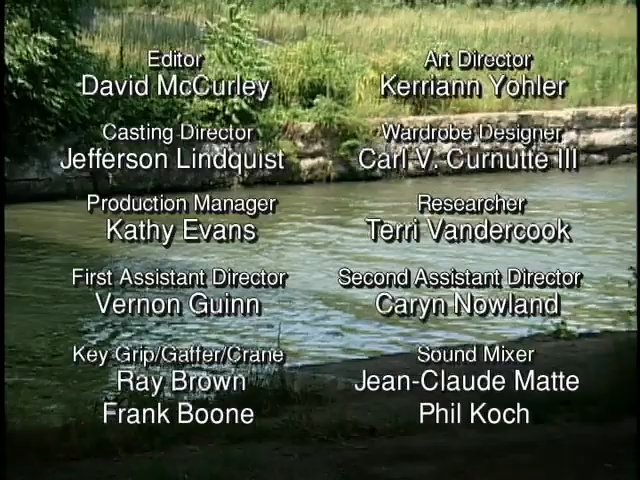 Editor
David McCurley
Art Director
Kerriann Yohler
Casting Director
Jefferson Lindquist
Wardrobe Designer
Carl V. Curnutte III
Production Manager
Kathy Evans
Researcher
Terri Vandercook
First Assistant Director
Vernon Guinn
Second Assistant Director
Caryn Nowland
Key Grip/Gaffer/Crane
Ray Brown
Frank Boone
Sound Mixer
Jean-Claude Matte
Phil Koch